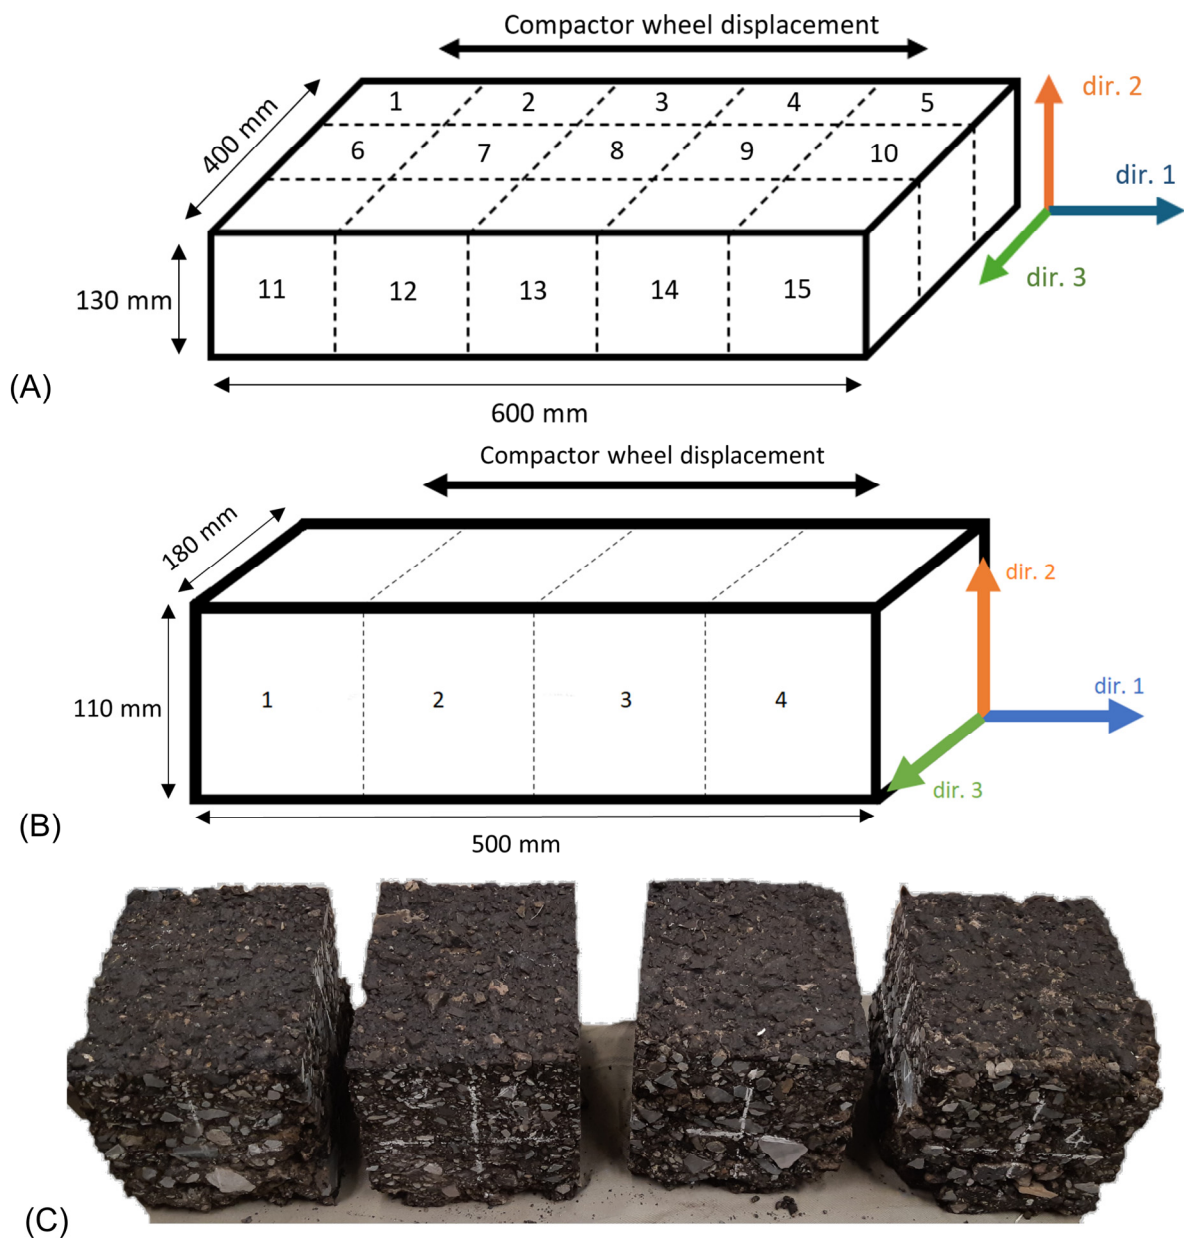 Compactor wheel displacement
1 2 3 4 5
dir. 2
400 mm
6 7 8 9 10
dir. 1
dir. 3
130 mm
11 12 13 14 15
(A)
600 mm
Compactor wheel displacement
180 mm
dir. 2
110 mm
1 2 3 4
dir. 1
dir. 3
(B)
500 mm
4
(C)